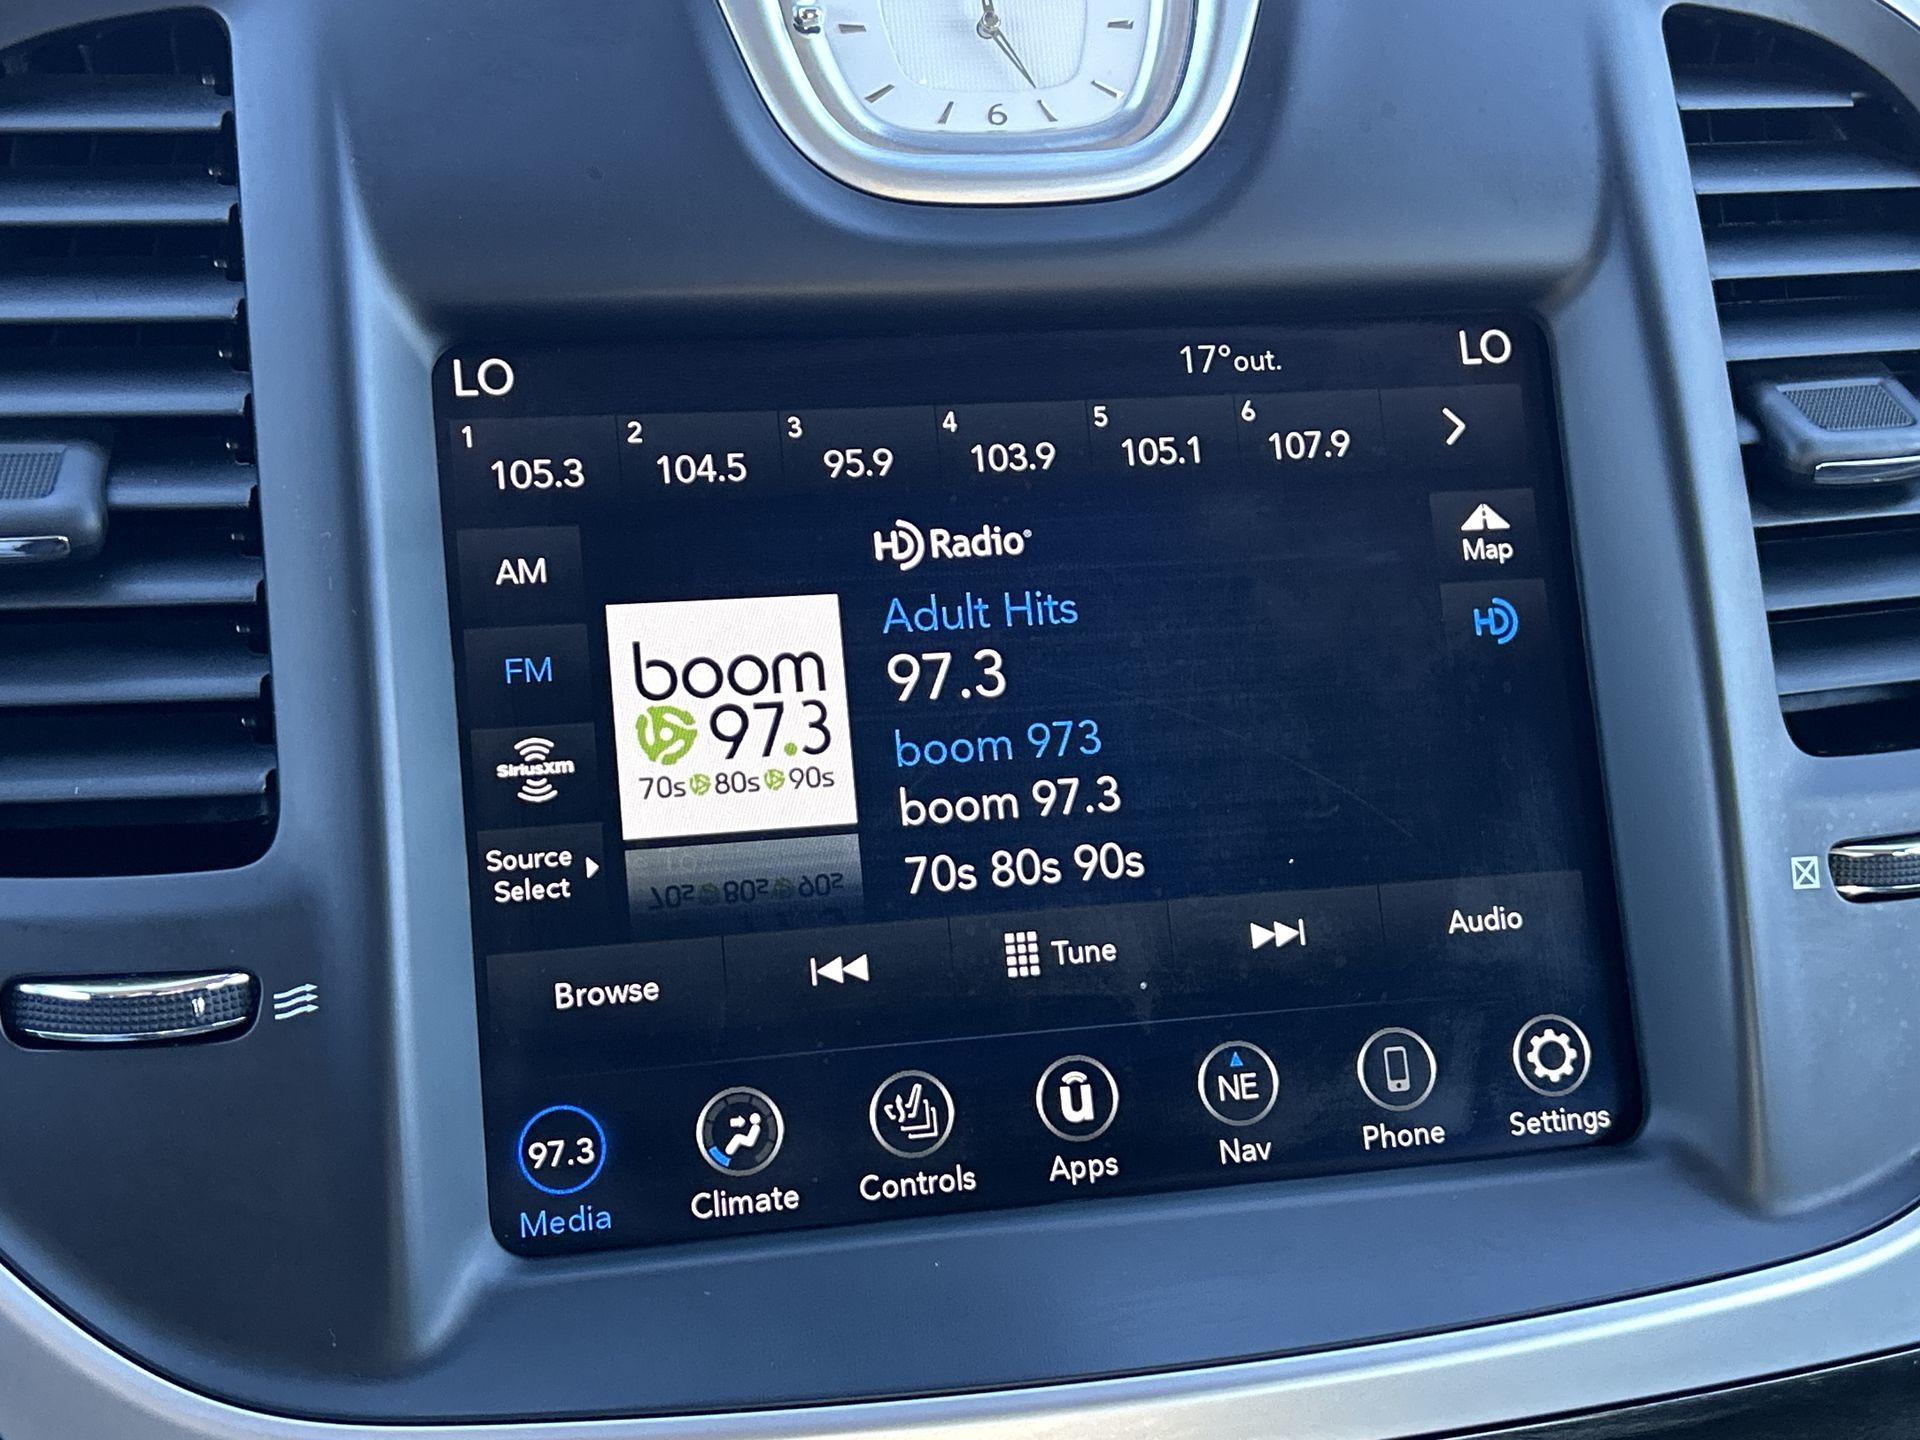 6
LO 17° out. LO
1 105.3 2 104.5 3 95.9 4 103.9 5 105.1 6 107.9
HD Radio®
Map
AM
Adult Hits
HD
FM
97.3
boom
97.3
70s 80s 90s
boom 973
SiriusXm
boom 97.3
Source
Select
70s 80s 90s
Browse Tune Audio
97.3 u NE
Media Climate Controls Apps Nav Phone Settings